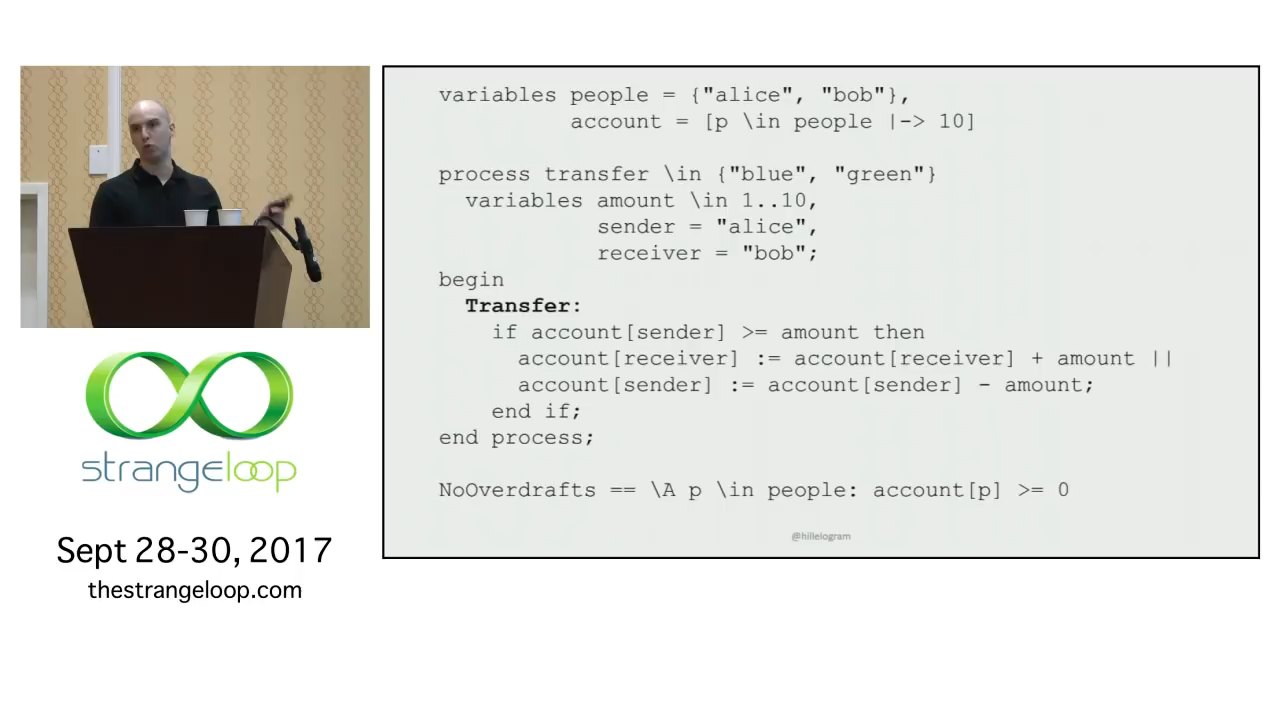 variables people = {"alice", "bob"},
account = [p \in people |-> 10]
process transfer \in {"blue", "green"}
variables amount \in 1..10,
sender = "alice",
receiver = "bob";
begin
Transfer:
if account[sender] >= amount then
account[receiver] := account[receiver] + amount ||
account[sender] := account[sender] - amount;
end if;
end process;
NoOverdrafts == \A p \in people: account[p] >= 0
@hillelogram
strangeloop
Sept 28-30, 2017
thestrangeloop.com